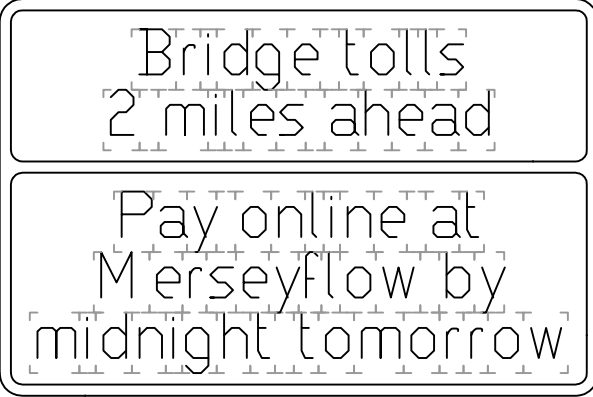 Bridge tolls
2 miles ahead
Pay online at
Merseyflow by
midnight tomorrow